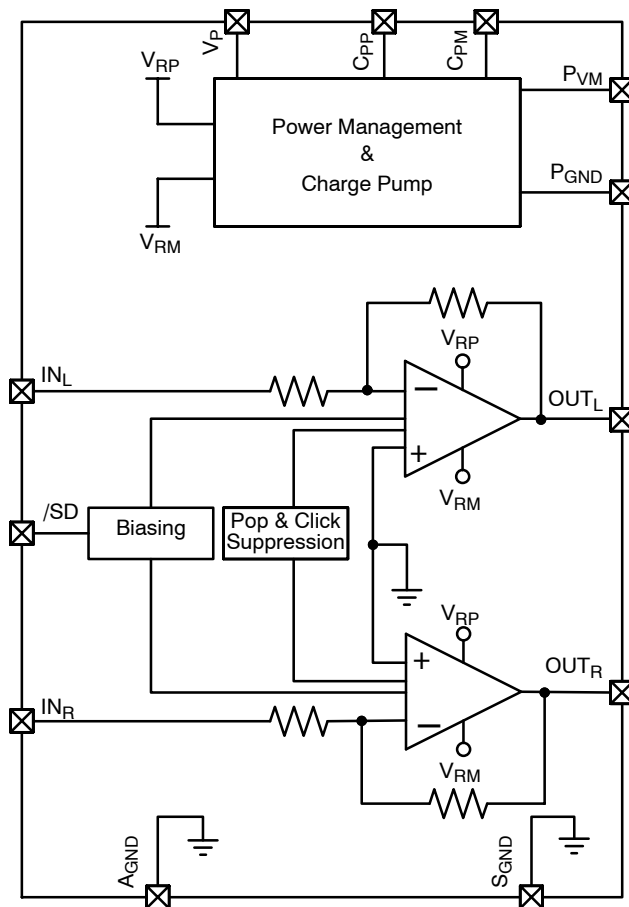 V_P
C_PP
C_PM
V_RP
P_VM
Power Management
&
Charge Pump
P_GND
V_RM
V_RP
IN_L
−
OUT_L
+
V_RM
/SD
Biasing
Pop & Click
Suppression
V_RP
+
OUT_R
IN_R
−
V_RM
A_GND
S_GND